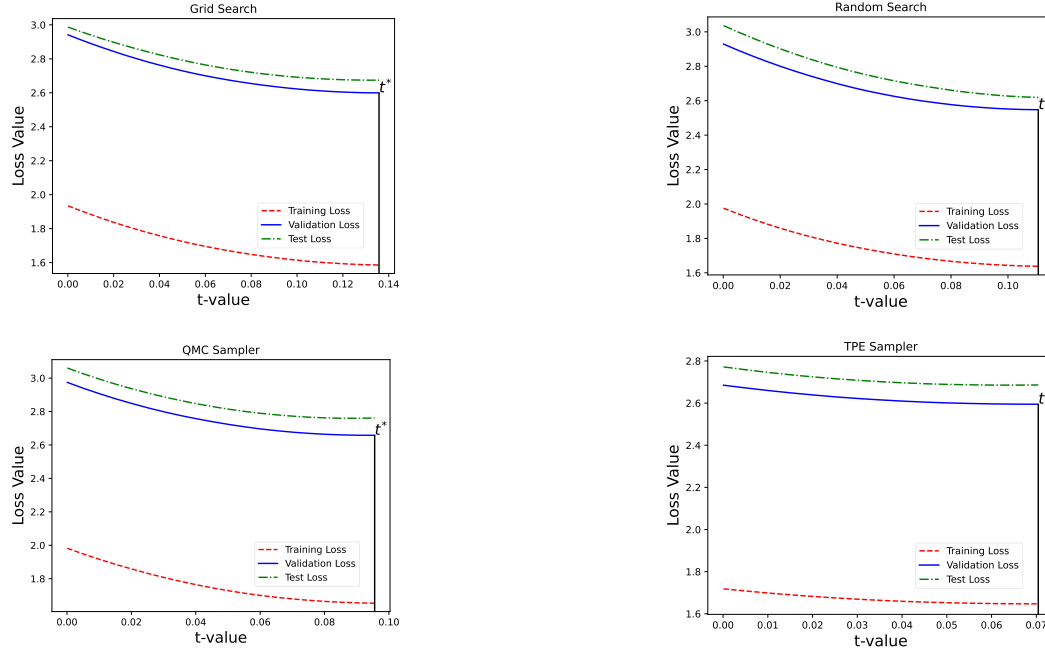 Grid Search
3.0
2.8
2.6
2.4
2.2
2.0
1.8
1.6
Loss Value
t*
Training Loss
Validation Loss
Test Loss
0.00 0.02 0.04 0.06 0.08 0.10 0.12 0.14
t-value
Random Search
3.0
2.8
2.6
2.4
2.2
2.0
1.8
1.6
Loss Value
t
Training Loss
Validation Loss
Test Loss
0.00 0.02 0.04 0.06 0.08 0.10
t-value
QMC Sampler
3.0
2.8
2.6
2.4
2.2
2.0
1.8
Loss Value
t*
Training Loss
Validation Loss
Test Loss
0.00 0.02 0.04 0.06 0.08 0.10
t-value
TPE Sampler
2.8
2.6
2.4
2.2
2.0
1.8
1.6
Loss Value
t
Training Loss
Validation Loss
Test Loss
0.00 0.01 0.02 0.03 0.04 0.05 0.06 0.07
t-value